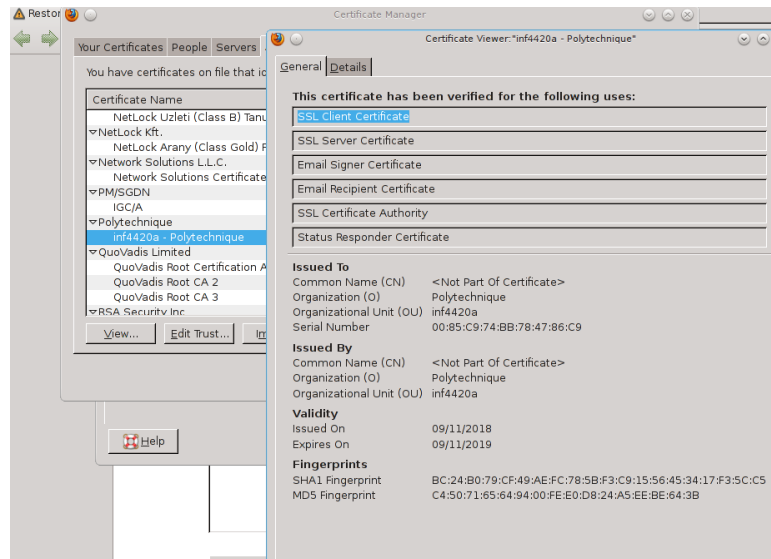 Restor
Certificate Manager
Certificate Viewer:"inf4420a - Polytechnique"
Your Certificates People Servers
You have certificates on file that
Certificate Name
NetLock Uzleti (Class B) Tanu
NetLock Kft.
NetLock Arany (Class Gold) F
Network Solutions L.L.C.
Network Solutions Certificate
PM/SGDN
IGC/A
Polytechnique
inf4420a - Polytechnique
QuoVadis Limited
QuoVadis Root Certification A
QuoVadis Root CA 2
QuoVadis Root CA 3
RSA Security Inc
View... Edit Trust... Im
Help
General Details
This certificate has been verified for the following uses:
SSL Client Certificate
SSL Server Certificate
Email Signer Certificate
Email Recipient Certificate
SSL Certificate Authority
Status Responder Certificate
Issued To
Common Name (CN) <Not Part Of Certificate>
Organization (O) Polytechnique
Organizational Unit (OU) inf4420a
Serial Number 00:85:C9:74:BB:78:47:86:C9
Issued By
Common Name (CN) <Not Part Of Certificate>
Organization (O) Polytechnique
Organizational Unit (OU) inf4420a
Validity
Issued On 09/11/2018
Expires On 09/11/2019
Fingerprints
SHA1 Fingerprint BC:24:B0:79:CF:49:AE:FC:78:5B:F3:C9:15:56:45:34:17:F3:5C:C5
MD5 Fingerprint C4:50:71:65:64:94:00:FE:E0:D8:24:A5:EE:BE:64:3B